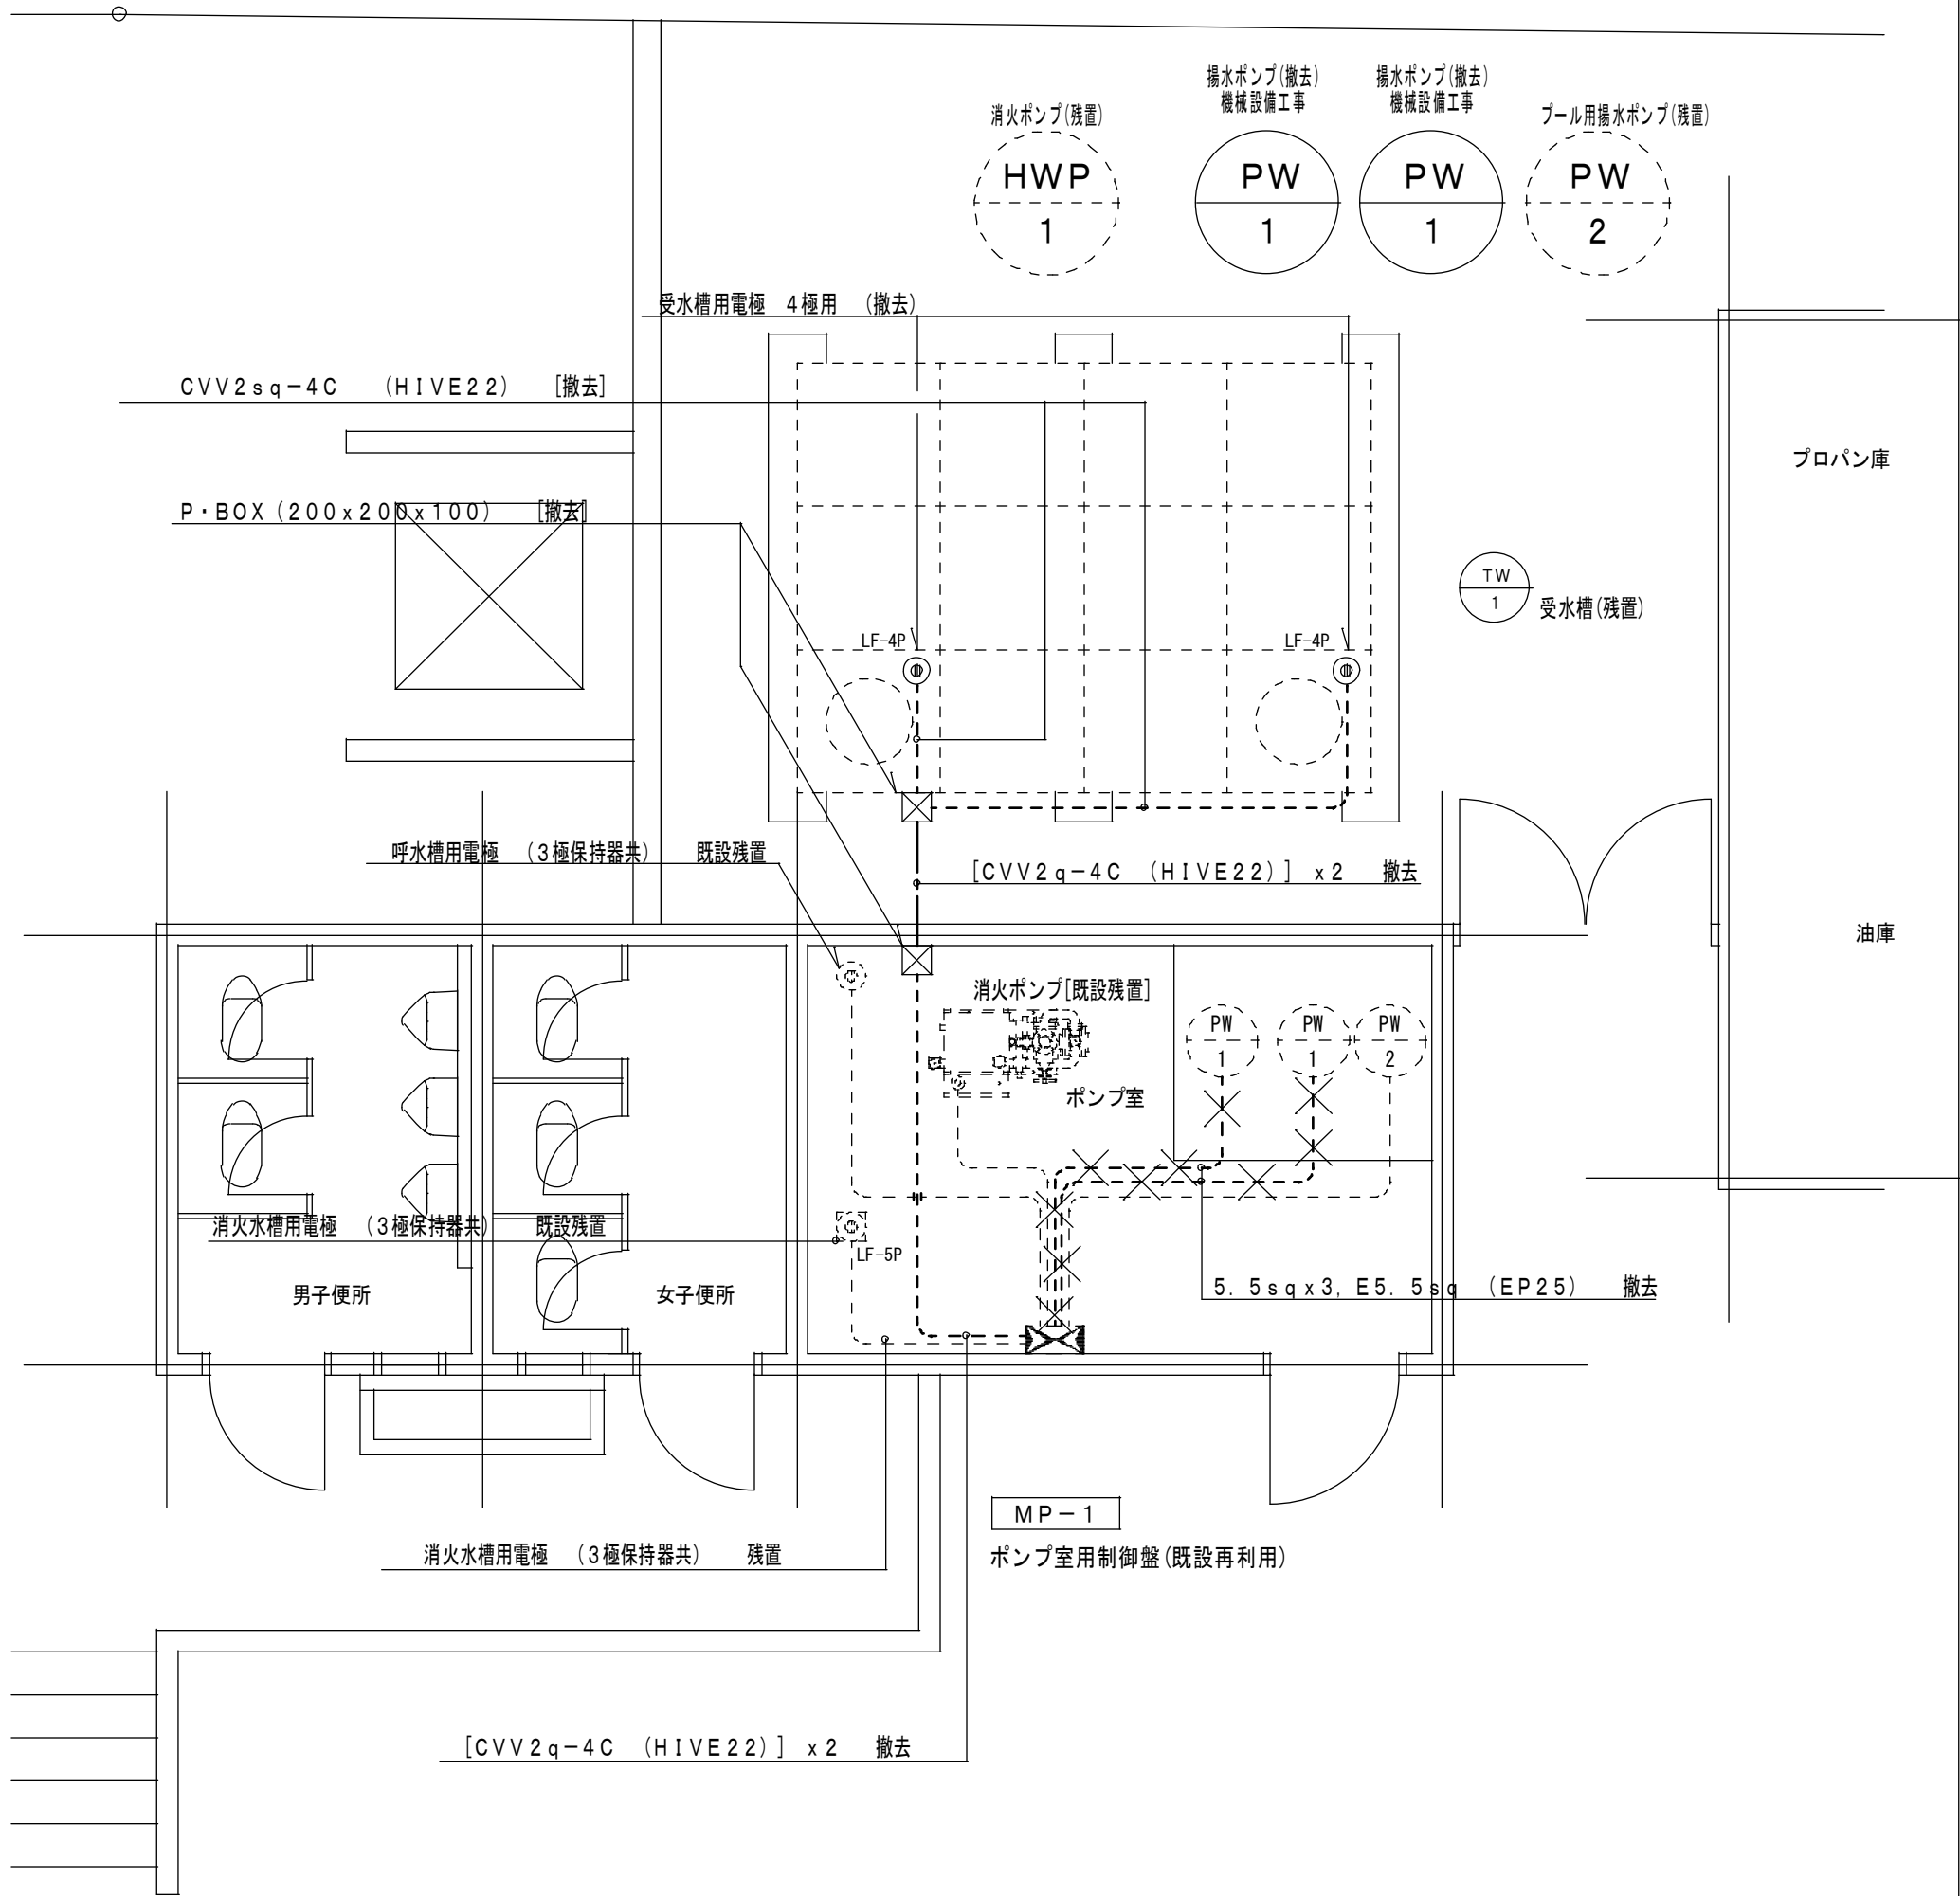 揚水ポンプ(撤去)
機械設備工事
揚水ポンプ(撤去)
機械設備工事
消火ポンプ(残置)
プール用揚水ポンプ(残置)
HWP
1
PW
1
PW
1
PW
2
受水槽用電極 4極用 (撤去)
CVV2sq-4C (HIVE22) [撤去]
プロパン庫
P・BOX(200x200x100) [撤去]
TW
1
受水槽(残置)
LF-4P
LF-4P
呼水槽用電極 (3極保持器共) 既設残置
[CVV2q-4C (HIVE22)] x2 撤去
油庫
消火ポンプ[既設残置]
PW
1
PW
1
PW
2
ポンプ室
消火水槽用電極 (3極保持器共) 既設残置
LF-5P
男子便所
女子便所
5.5sqx3,E5.5sq (EP25) 撤去
MP-1
消火水槽用電極 (3極保持器共) 残置
ポンプ室用制御盤(既設再利用)
[CVV2q-4C (HIVE22)] x2 撤去